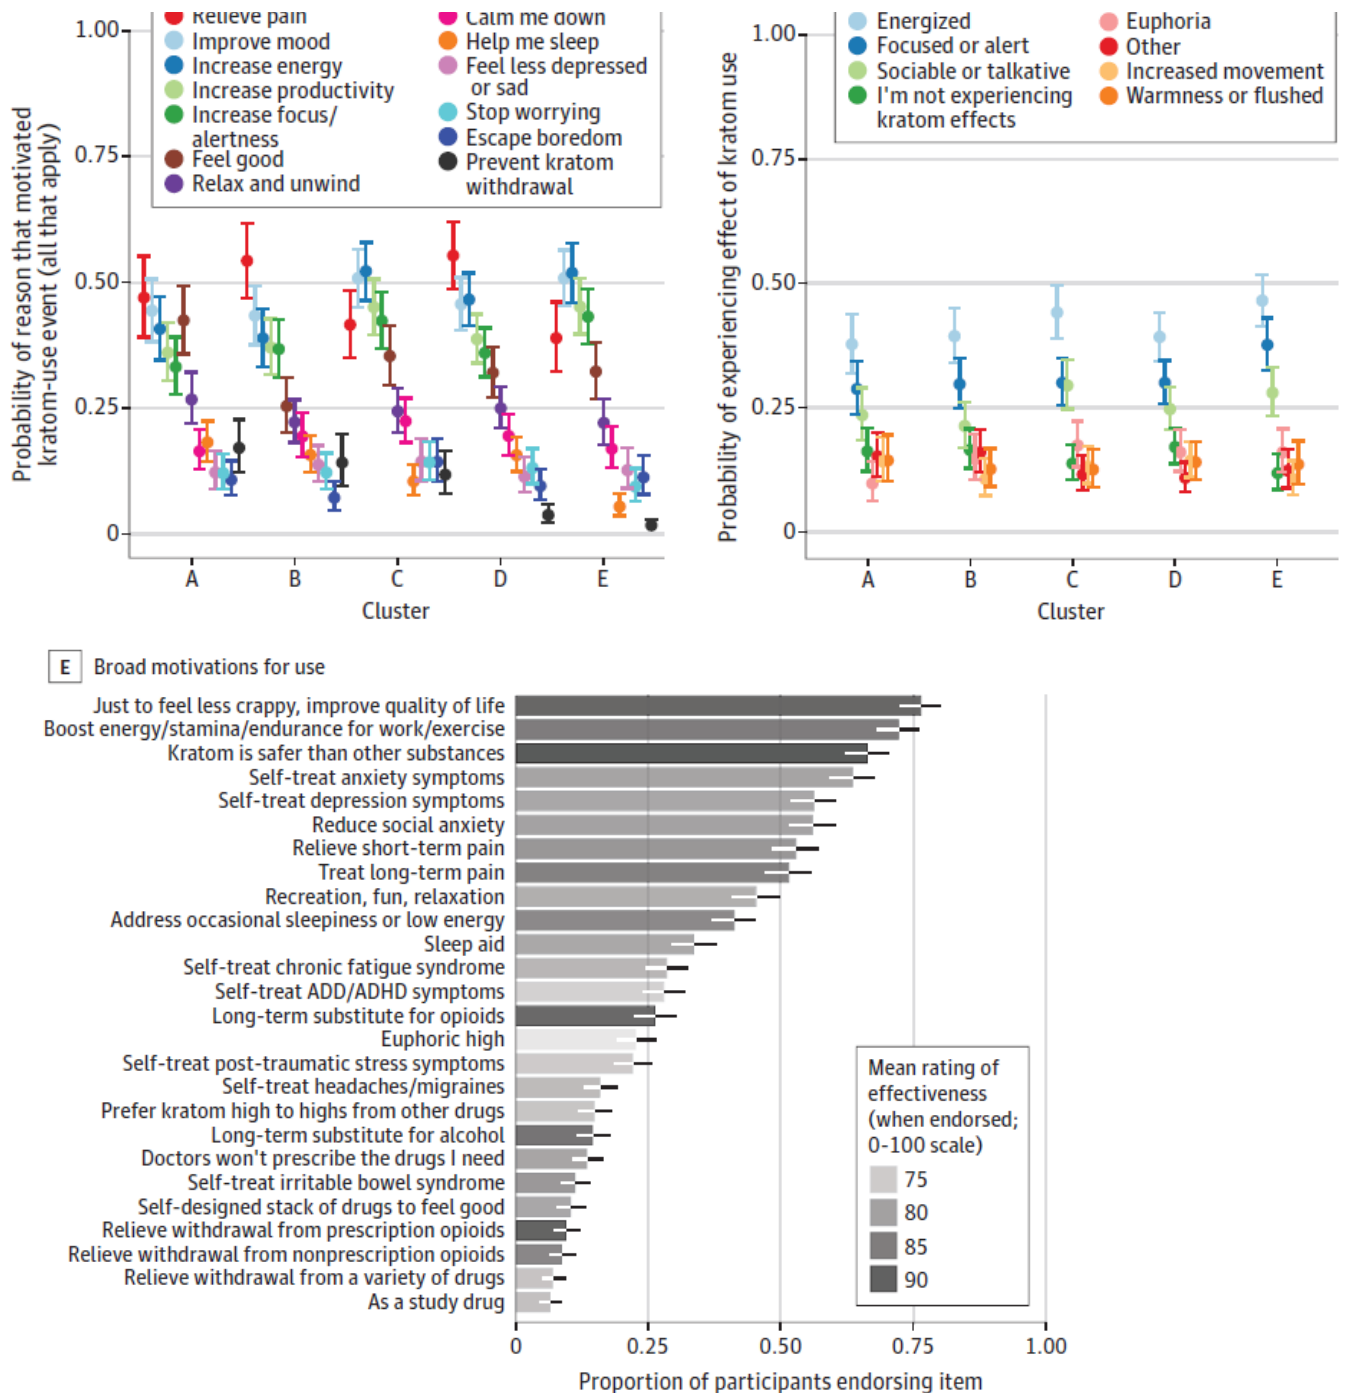 Relieve pain
Improve mood
Increase energy
Increase productivity
Increase focus/
alertness
Feel good
Relax and unwind
Calm me down
Help me sleep
Feel less depressed
or sad
Stop worrying
Escape boredom
Prevent kratom
withdrawal
Probability of reason that motivated
kratom-use event (all that apply)
1.00
0.75
0.50
0.25
0
A
B
C
D
E
Cluster
Energized
Focused or alert
Sociable or talkative
I'm not experiencing
kratom effects
Euphoria
Other
Increased movement
Warmness or flushed
Probability of experiencing effect of kratom use
1.00
0.75
0.50
0.25
0
A
B
C
D
E
Cluster
E Broad motivations for use
Just to feel less crappy, improve quality of life
Boost energy/stamina/endurance for work/exercise
Kratom is safer than other substances
Self-treat anxiety symptoms
Self-treat depression symptoms
Reduce social anxiety
Relieve short-term pain
Treat long-term pain
Recreation, fun, relaxation
Address occasional sleepiness or low energy
Sleep aid
Self-treat chronic fatigue syndrome
Self-treat ADD/ADHD symptoms
Long-term substitute for opioids
Euphoric high
Self-treat post-traumatic stress symptoms
Self-treat headaches/migraines
Prefer kratom high to highs from other drugs
Long-term substitute for alcohol
Doctors won't prescribe the drugs I need
Self-treat irritable bowel syndrome
Self-designed stack of drugs to feel good
Relieve withdrawal from prescription opioids
Relieve withdrawal from nonprescription opioids
Relieve withdrawal from a variety of drugs
As a study drug
Mean rating of
effectiveness
(when endorsed;
0-100 scale)
75
80
85
90
0
0.25
0.50
0.75
1.00
Proportion of participants endorsing item